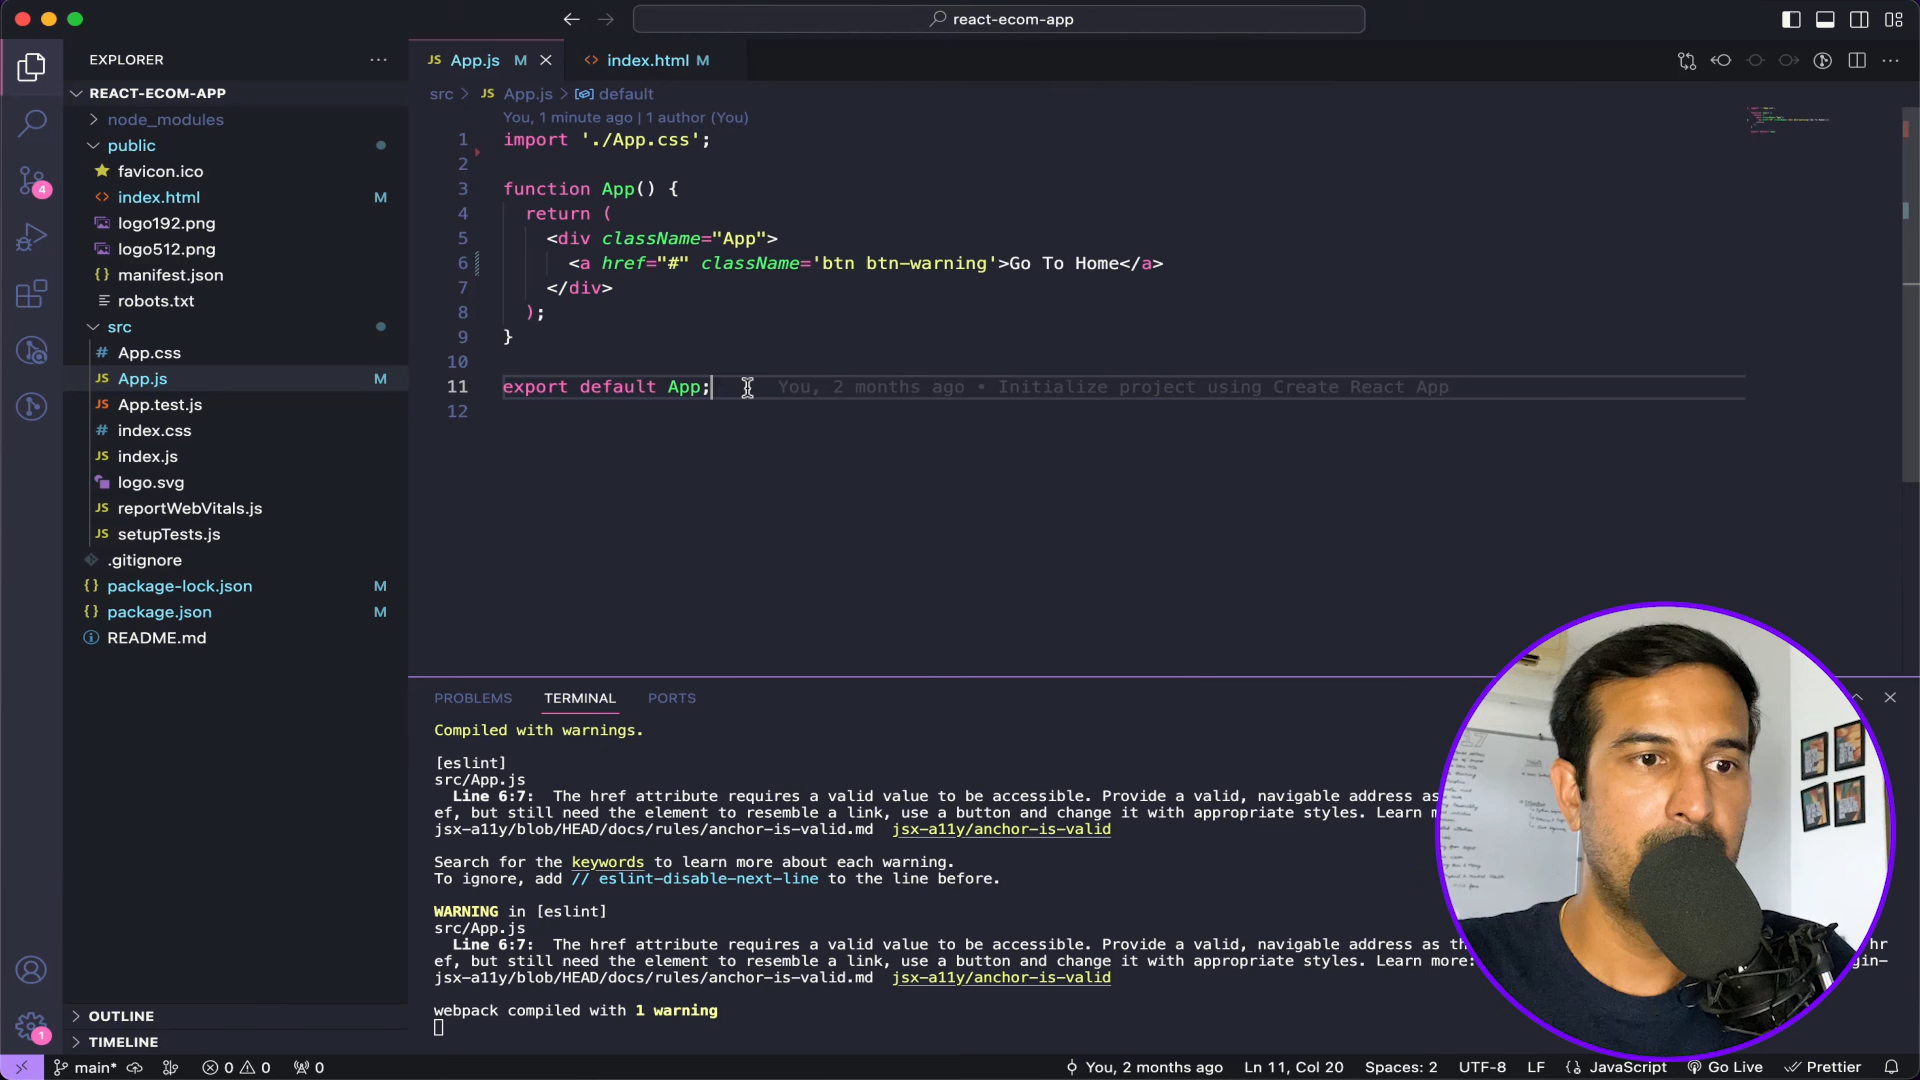 react-ecom-app
EXPLORER
REACT-ECOM-APP
node_modules
public
favicon.ico
index.html M
logo192.png
logo512.png
manifest.json
robots.txt
src
App.css
App.js M
App.test.js
index.css
index.js
logo.svg
reportWebVitals.js
setupTests.js
.gitignore
package-lock.json M
package.json M
README.md
OUTLINE
TIMELINE
4
1
JS App.js M
<> index.html M
src > JS App.js > default
You, 1 minute ago | 1 author (You)
1 import './App.css';
2
3 function App() {
4 return (
5 <div className="App">
6 <a href="#" className='btn btn-warning'>Go To Home</a>
7 </div>
8 );
9 }
10
11 export default App; You, 2 months ago • Initialize project using Create React App
12
PROBLEMS TERMINAL PORTS
Compiled with warnings.
[eslint]
src/App.js
Line 6:7: The href attribute requires a valid value to be accessible. Provide a valid, navigable address as
ef, but still need the element to resemble a link, use a button and change it with appropriate styles. Learn
jsx-a11y/blob/HEAD/docs/rules/anchor-is-valid.md jsx-a11y/anchor-is-valid
Search for the keywords to learn more about each warning.
To ignore, add // eslint-disable-next-line to the line before.
WARNING in [eslint]
src/App.js
Line 6:7: The href attribute requires a valid value to be accessible. Provide a valid, navigable address as hr
ef, but still need the element to resemble a link, use a button and change it with appropriate styles. Learn more:
jsx-a11y/blob/HEAD/docs/rules/anchor-is-valid.md jsx-a11y/anchor-is-valid
webpack compiled with 1 warning
main* 0 0 0 You, 2 months ago Ln 11, Col 20 Spaces: 2 UTF-8 LF {} JavaScript Go Live Prettier